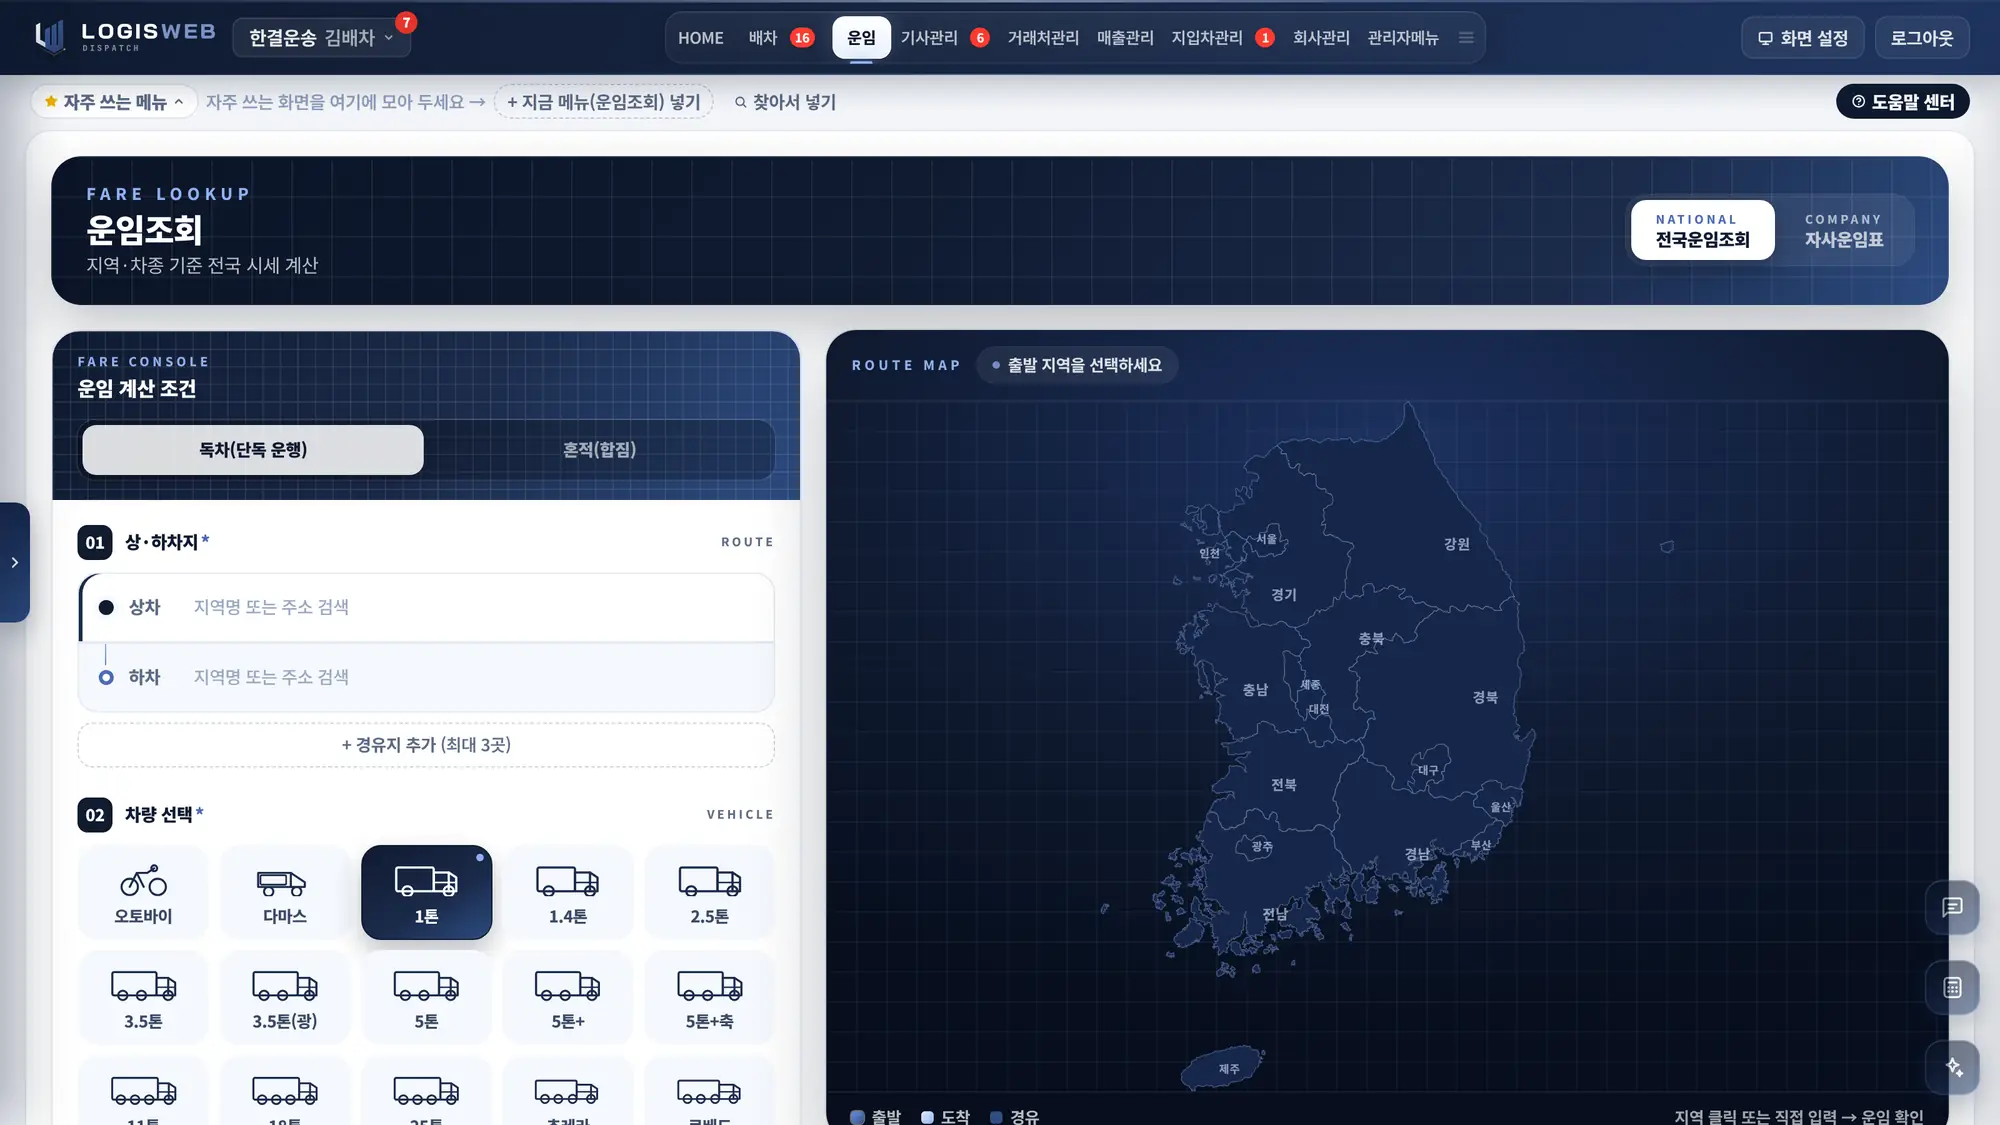 LOGISWEB
DISPATCH
한결운송 김배차
7
HOME
배차 16
운임
기사관리 6
거래처관리
매출관리
지입차관리 1
회사관리
관리자메뉴
화면 설정
로그아웃
자주 쓰는 메뉴
자주 쓰는 화면을 여기에 모아 두세요 →
+ 지금 메뉴(운임조회) 넣기
찾아서 넣기
도움말 센터
FARE LOOKUP
운임조회
지역·차종 기준 전국 시세 계산
NATIONAL
전국운임조회
COMPANY
자사운임표
FARE CONSOLE
운임 계산 조건
독차(단독 운행)
혼적(합짐)
01 상·하차지*
ROUTE
상차 지역명 또는 주소 검색
하차 지역명 또는 주소 검색
+ 경유지 추가 (최대 3곳)
02 차량 선택*
VEHICLE
오토바이
다마스
1톤
1.4톤
2.5톤
3.5톤
3.5톤(광)
5톤
5톤+
5톤+축
ROUTE MAP
출발 지역을 선택하세요
강원
서울
인천
경기
충북
세종
충남
대전
경북
대구
전북
울산
광주
부산
경남
전남
제주
출발
도착
경유
지역 클릭 또는 직접 입력 → 운임 확인